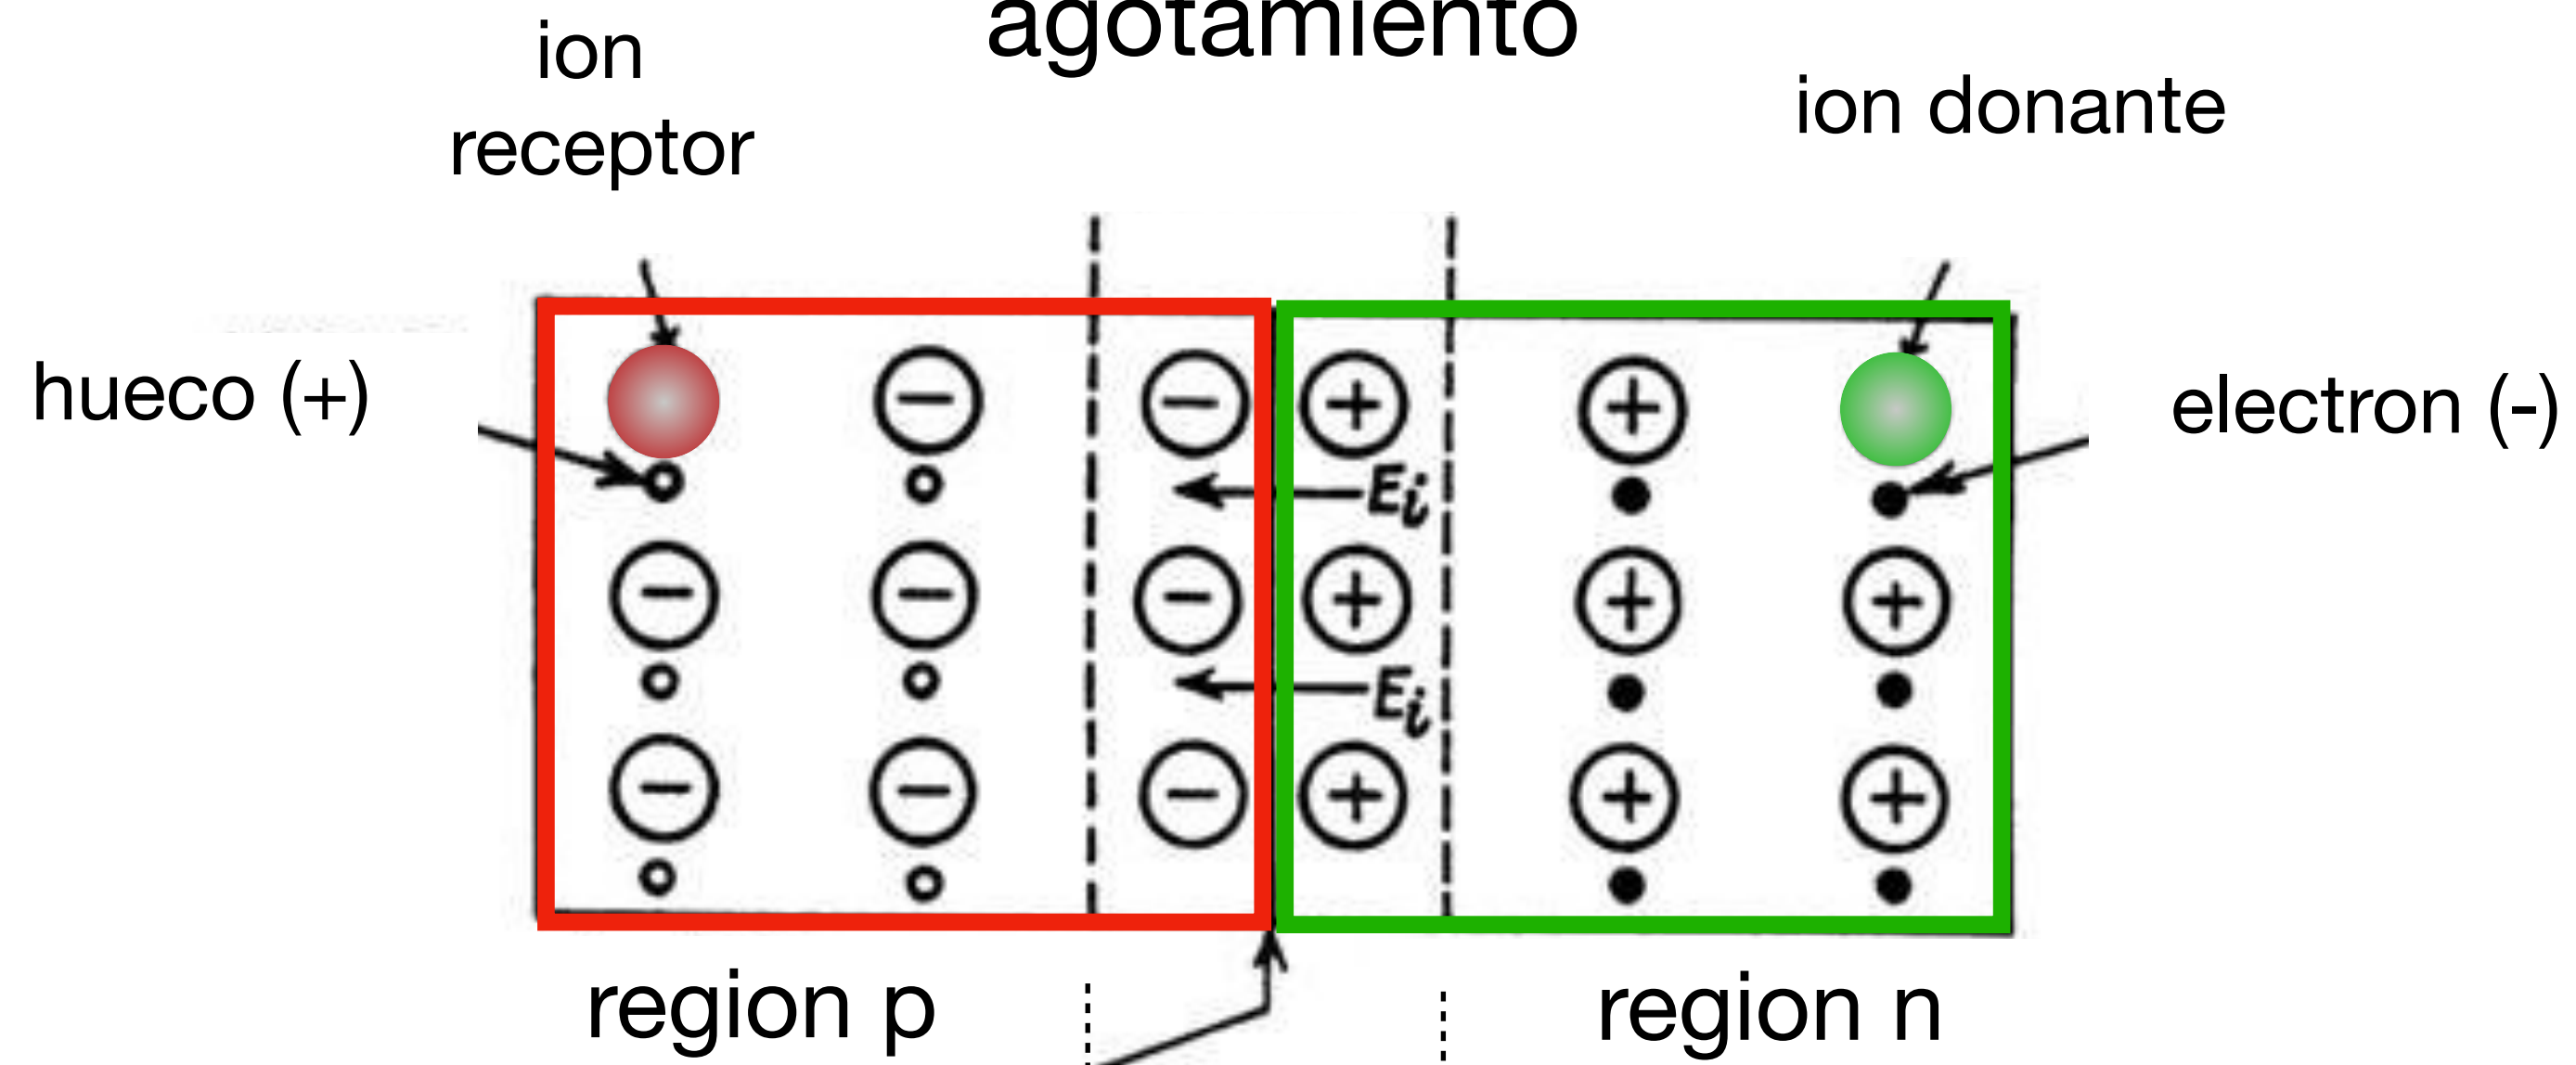 agotamiento
ion
receptor
ion donante
hueco (+)
electron (-)
Ei
Ei
region p
region n